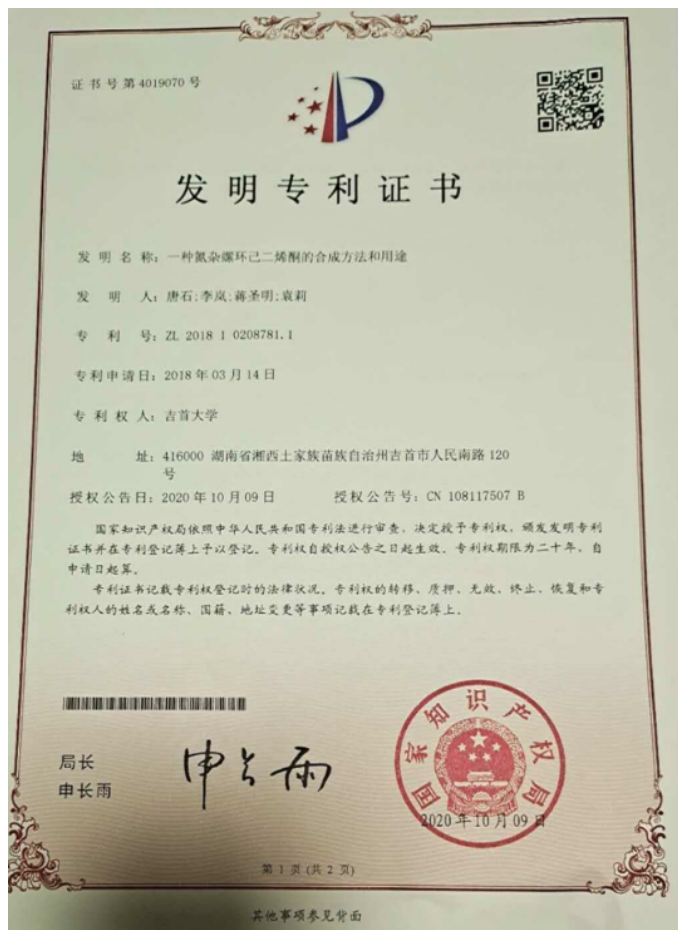 证书号第4019070号
发明专利证书
发明名称：一种氮杂螺环己二烯酮的合成方法和用途
发明人：唐石;李岚;蒋圣明;袁莉
专利号：ZL 2018 1 0208781.1
专利申请日：2018年03月14日
专利权人：吉首大学
地址：416000 湖南省湘西土家族苗族自治州吉首市人民南路120
号
授权公告日：2020年10月09日 授权公告号：CN 108117507 B
国家知识产权局依照中华人民共和国专利法进行审查，决定授予专利权，颁发发明专利
证书并在专利登记簿上予以登记。专利权自授权公告之日起生效。专利权期限为二十年，自
申请日起算。
专利证书记载专利权登记时的法律状况。专利权的转移、质押、无效、终止、恢复和专
利权人的姓名或名称、国籍、地址变更等事项记载在专利登记簿上。
局长
申长雨
申长雨
国家知识产权局
2020年10月09日
第1页(共2页)
其他事项参见背面